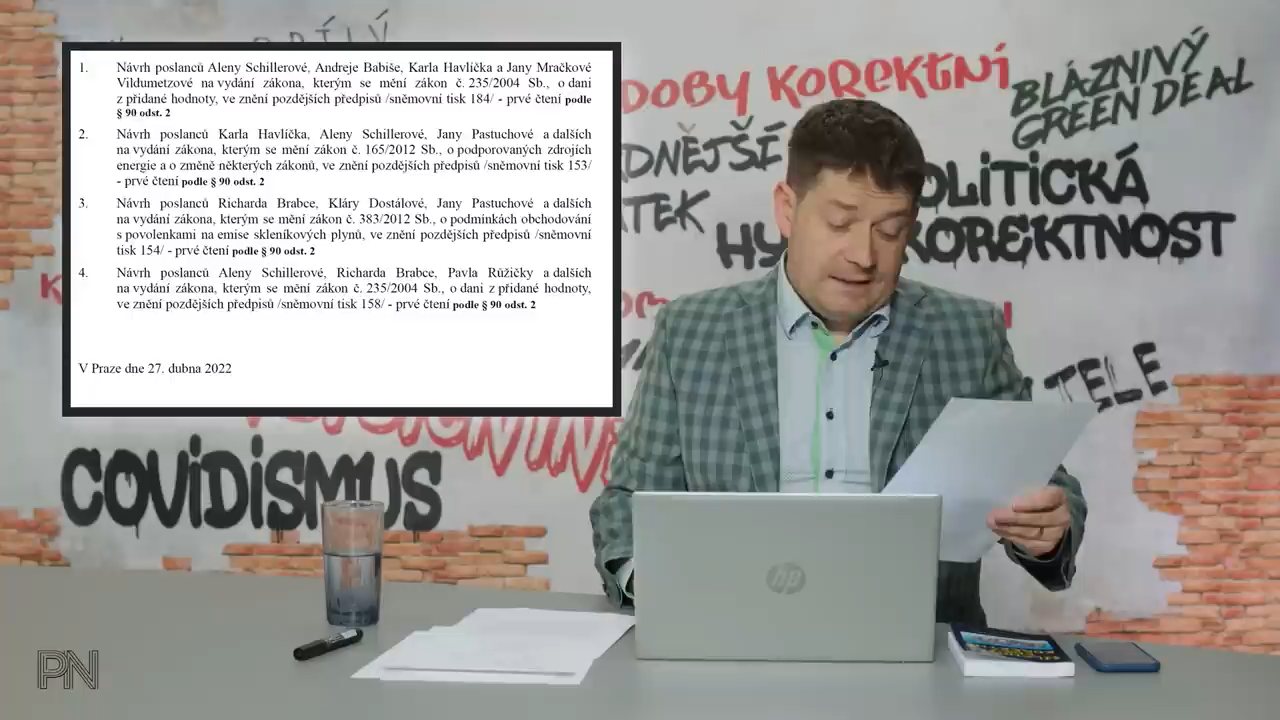 1. Návrh poslanců Aleny Schillerové, Andreje Babiše, Karla Havlíčka a Jany Mračkové
Vildumetzové na vydání zákona, kterým se mění zákon č. 235/2004 Sb., o dani
z přidané hodnoty, ve znění pozdějších předpisů /sněmovní tisk 184/ - prvé čtení podle
§ 90 odst. 2
2. Návrh poslanců Karla Havlíčka, Aleny Schillerové, Jany Pastuchové a dalších
na vydání zákona, kterým se mění zákon č. 165/2012 Sb., o podporovaných zdrojích
energie a o změně některých zákonů, ve znění pozdějších předpisů /sněmovní tisk 153/
- prvé čtení podle § 90 odst. 2
3. Návrh poslanců Richarda Brabce, Kláry Dostálové, Jany Pastuchové a dalších
na vydání zákona, kterým se mění zákon č. 383/2012 Sb., o podmínkách obchodování
s povolenkami na emise skleníkových plynů, ve znění pozdějších předpisů /sněmovní
tisk 154/ - prvé čtení podle § 90 odst. 2
4. Návrh poslanců Aleny Schillerové, Richarda Brabce, Pavla Růžičky a dalších
na vydání zákona, kterým se mění zákon č. 235/2004 Sb., o dani z přidané hodnoty,
ve znění pozdějších předpisů /sněmovní tisk 158/ - prvé čtení podle § 90 odst. 2
V Praze dne 27. dubna 2022
DOBY KOREKTNÍ
BLÁZNIVÝ
GREEN DEAL
POLITICKÁ
KOREKTNOST
COVIDISMUS
hp
PN